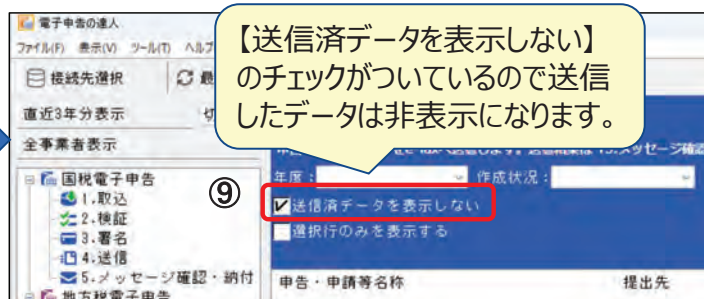 電子申告の達人
ファイル(F) 表示(V) ツール(T) ヘルプ
接続先選択
直近3年分表示
全事業者表示
国税電子申告
1.取込
2.検証
3.署名
4.送信
5.メッセージ確認・納付
地方税電子申告
【送信済データを表示しない】
のチェックがついているので送信
したデータは非表示になります。
⑨
年度： 作成状況：
送信済データを表示しない
選択行のみを表示する
申告・申請等名称 提出先